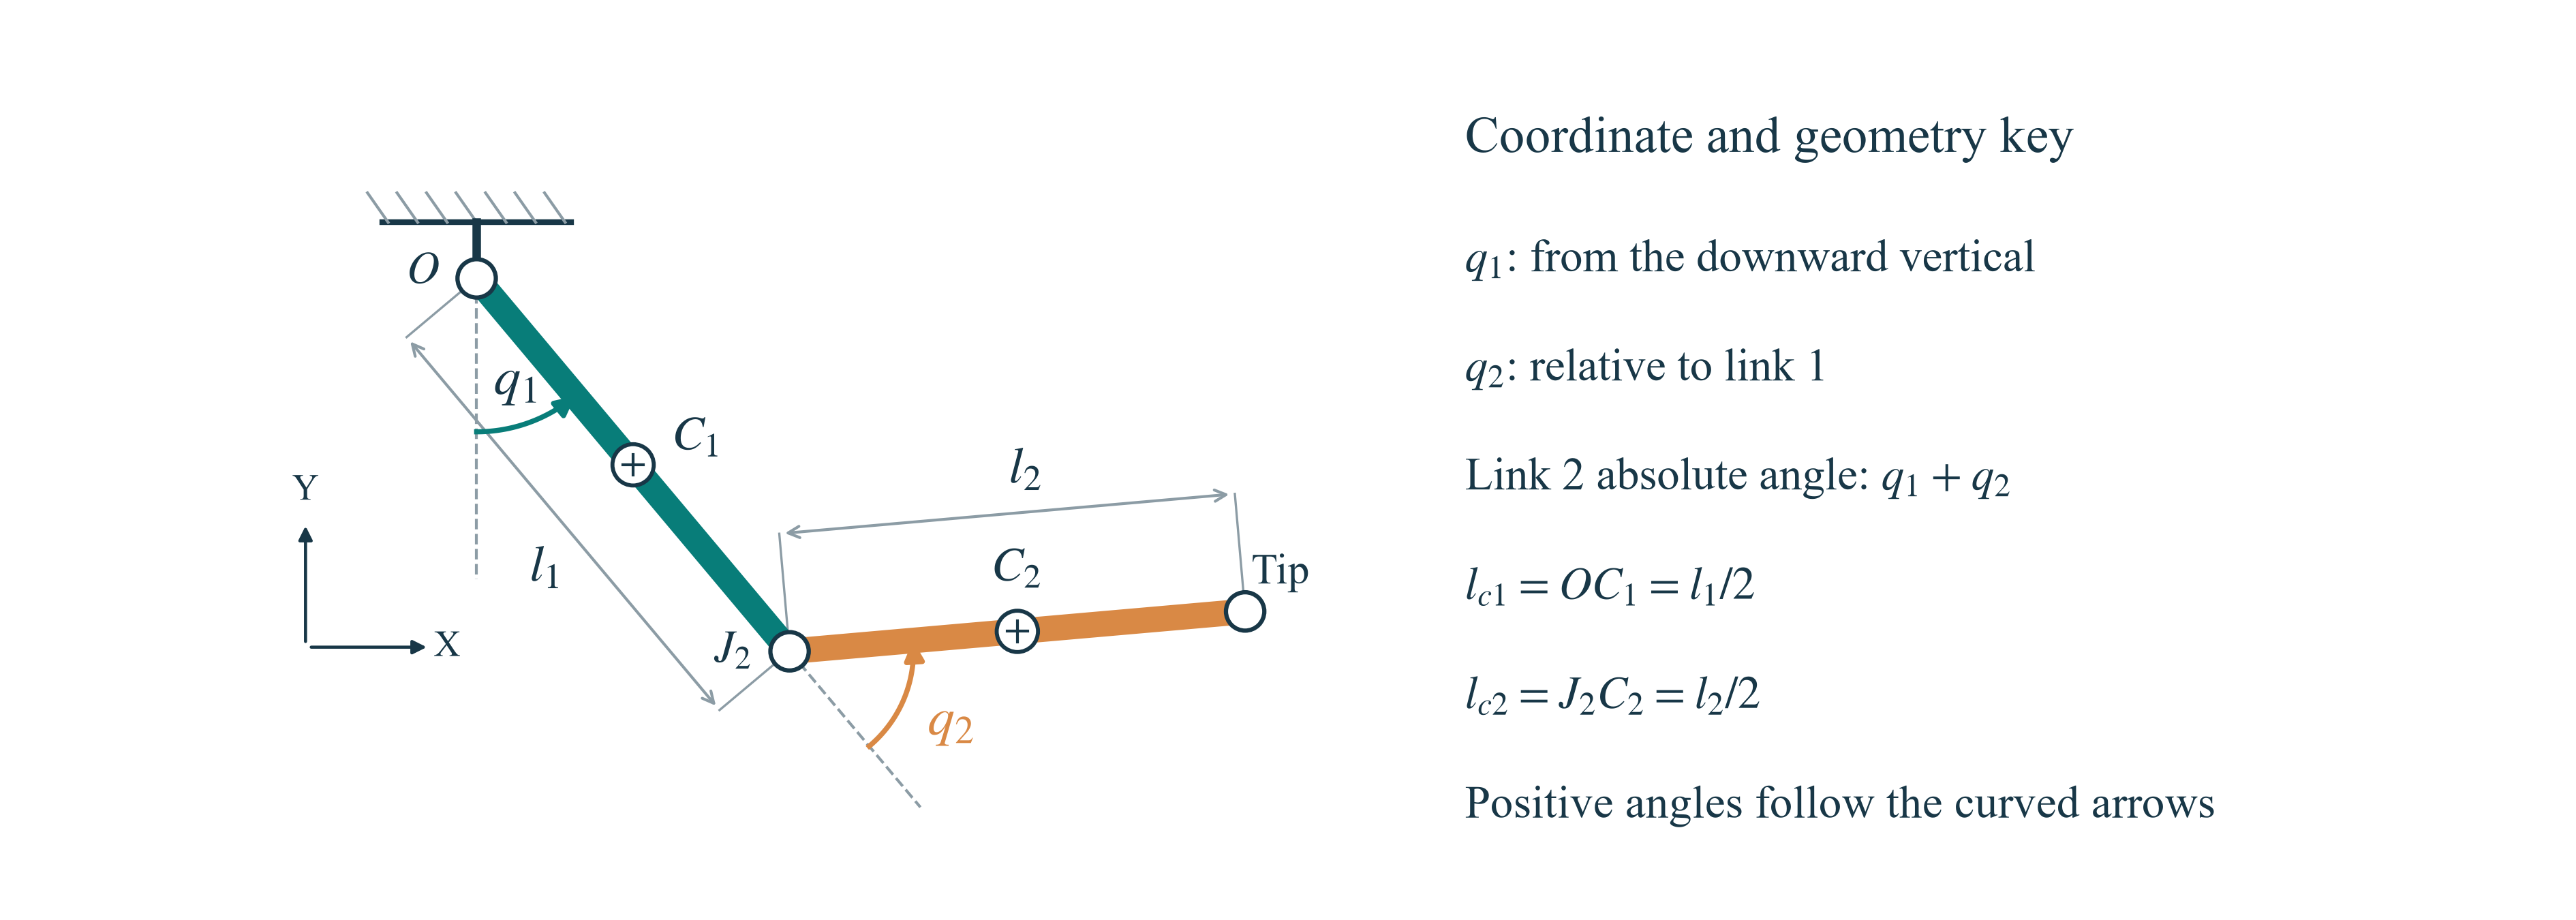 O
q₁
C₁
Y
l₂
l₁
C₂
Tip
X
J₂
q₂
Coordinate and geometry key
q₁: from the downward vertical
q₂: relative to link 1
Link 2 absolute angle: q₁ + q₂
l_c1 = OC₁ = l₁/2
l_c2 = J₂C₂ = l₂/2
Positive angles follow the curved arrows